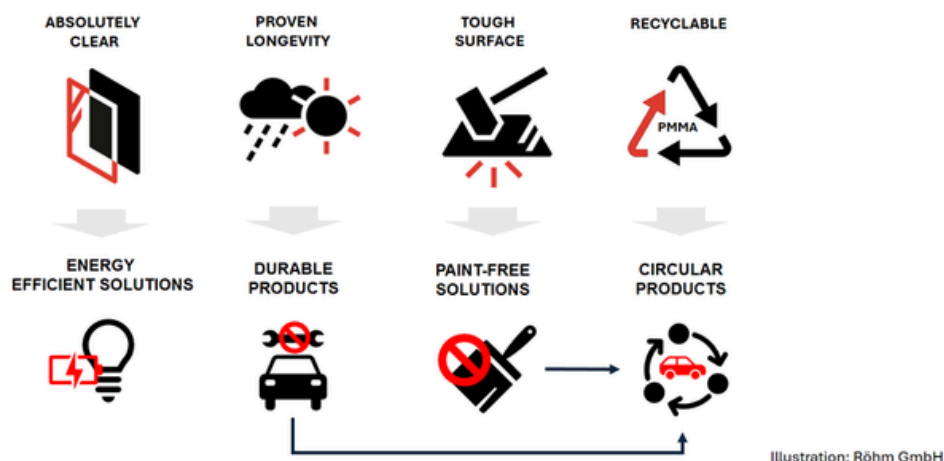 ABSOLUTELY
CLEAR
PROVEN
LONGEVITY
TOUGH
SURFACE
RECYCLABLE
PMMA
ENERGY
EFFICIENT SOLUTIONS
DURABLE
PRODUCTS
PAINT-FREE
SOLUTIONS
CIRCULAR
PRODUCTS
Illustration: Röhm GmbH